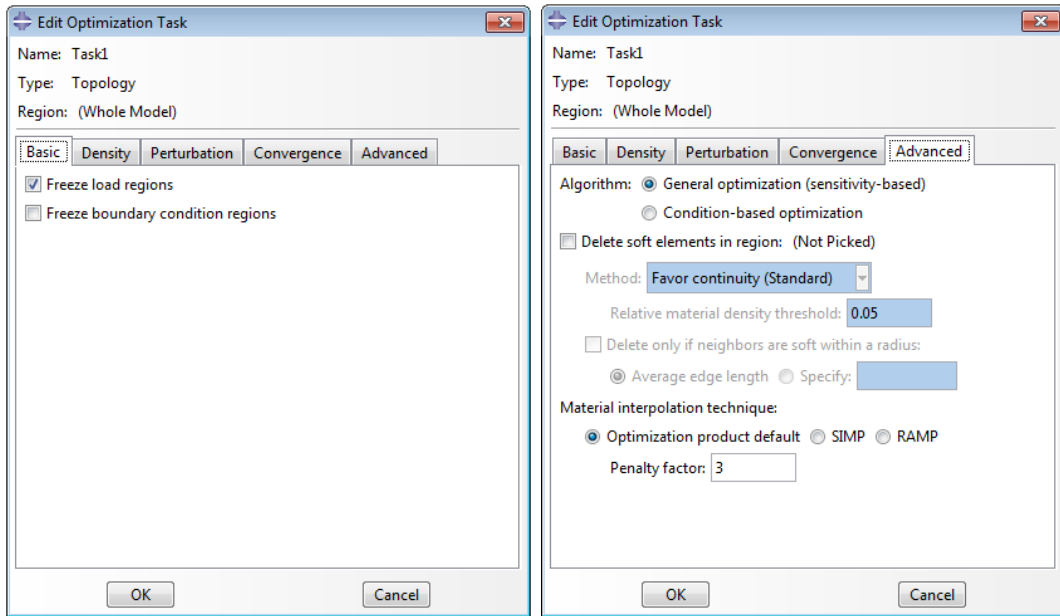 Edit Optimization Task
Name: Task1
Type: Topology
Region: (Whole Model)
Basic Density Perturbation Convergence Advanced
Freeze load regions
Freeze boundary condition regions
OK Cancel
Edit Optimization Task
Name: Task1
Type: Topology
Region: (Whole Model)
Basic Density Perturbation Convergence Advanced
Algorithm: General optimization (sensitivity-based)
Condition-based optimization
Delete soft elements in region: (Not Picked)
Method: Favor continuity (Standard)
Relative material density threshold: 0.05
Delete only if neighbors are soft within a radius:
Average edge length Specify:
Material interpolation technique:
Optimization product default SIMP RAMP
Penalty factor: 3
OK Cancel